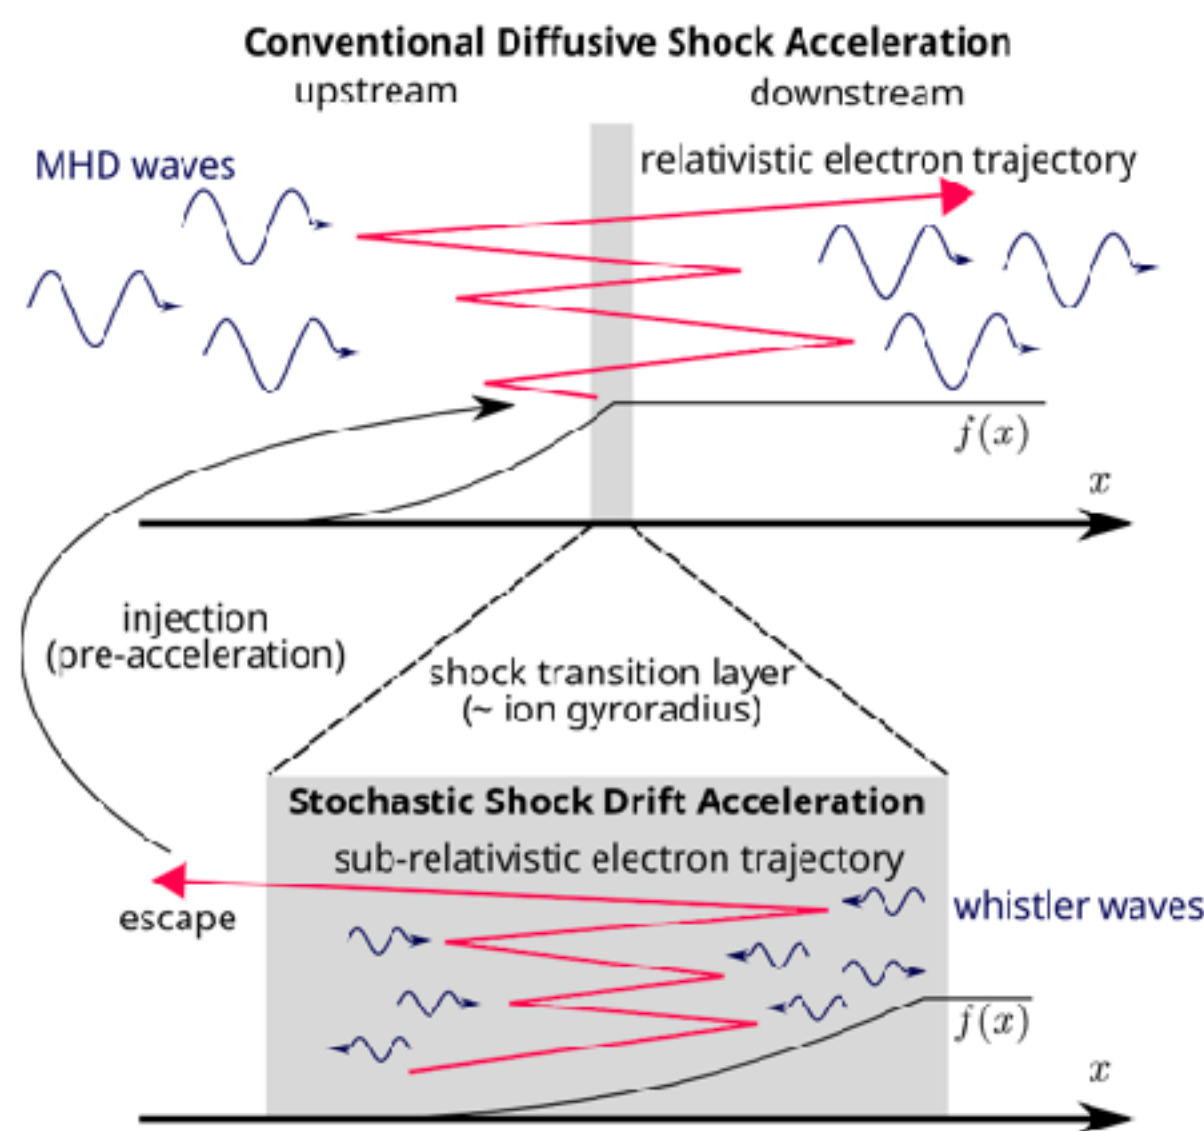 Conventional Diffusive Shock Acceleration
upstream
downstream
MHD waves
relativistic electron trajectory
f(x)
x
injection
(pre-acceleration)
shock transition layer
(~ ion gyroradius)
Stochastic Shock Drift Acceleration
sub-relativistic electron trajectory
escape
whistler waves
f(x)
x